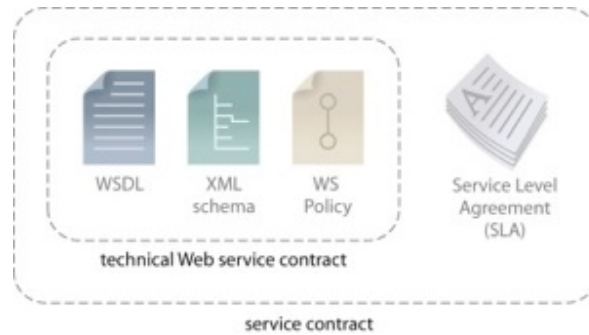 WSDL
XML
schema
WS
Policy
Service Level
Agreement
(SLA)
technical Web service contract
service contract